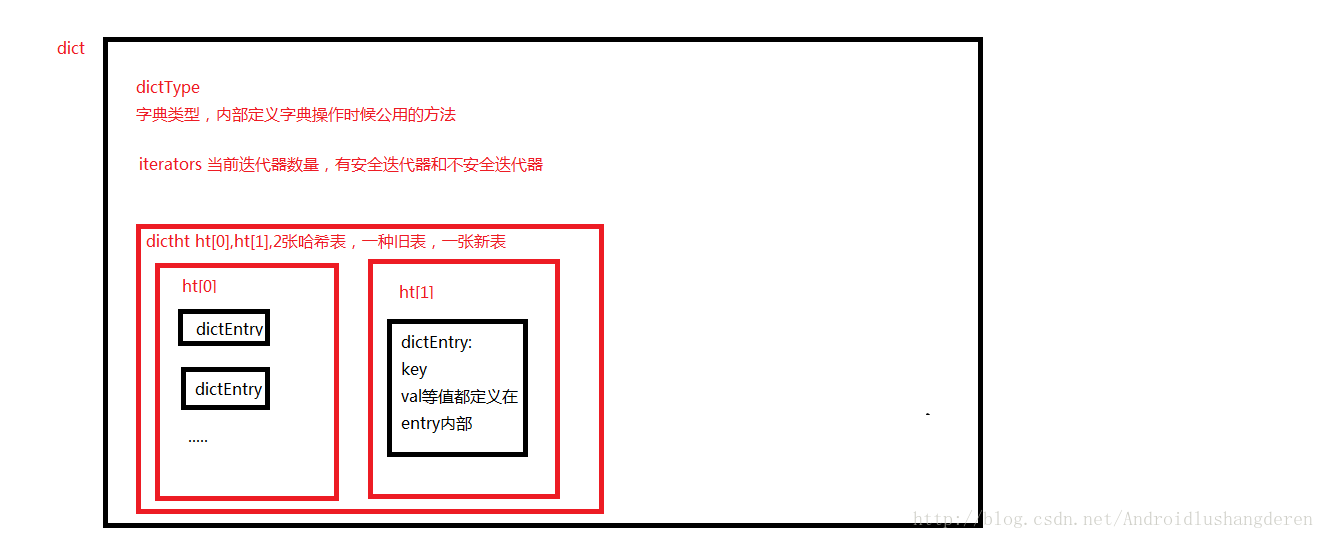 dict
dictType
字典类型，内部定义字典操作时候公用的方法
iterators 当前迭代器数量，有安全迭代器和不安全迭代器
dictht ht[0],ht[1],2张哈希表，一种旧表，一张新表
ht[0]
dictEntry
dictEntry
.....
ht[1]
dictEntry:
key
val等值都定义在
entry内部
http://blog.csdn.net/Androidlushangderen